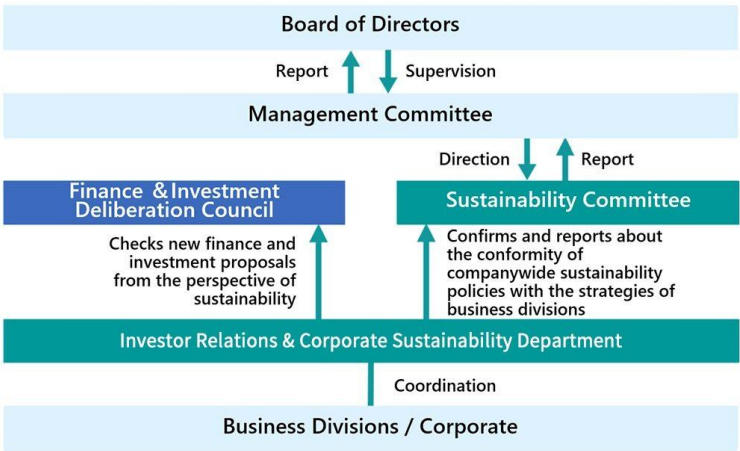 Board of Directors
Report
Supervision
Management Committee
Direction
Report
Finance & Investment
Deliberation Council
Sustainability Committee
Checks new finance and
investment proposals
from the perspective of
sustainability
Confirms and reports about
the conformity of
companywide sustainability
policies with the strategies of
business divisions
Investor Relations & Corporate Sustainability Department
Coordination
Business Divisions / Corporate